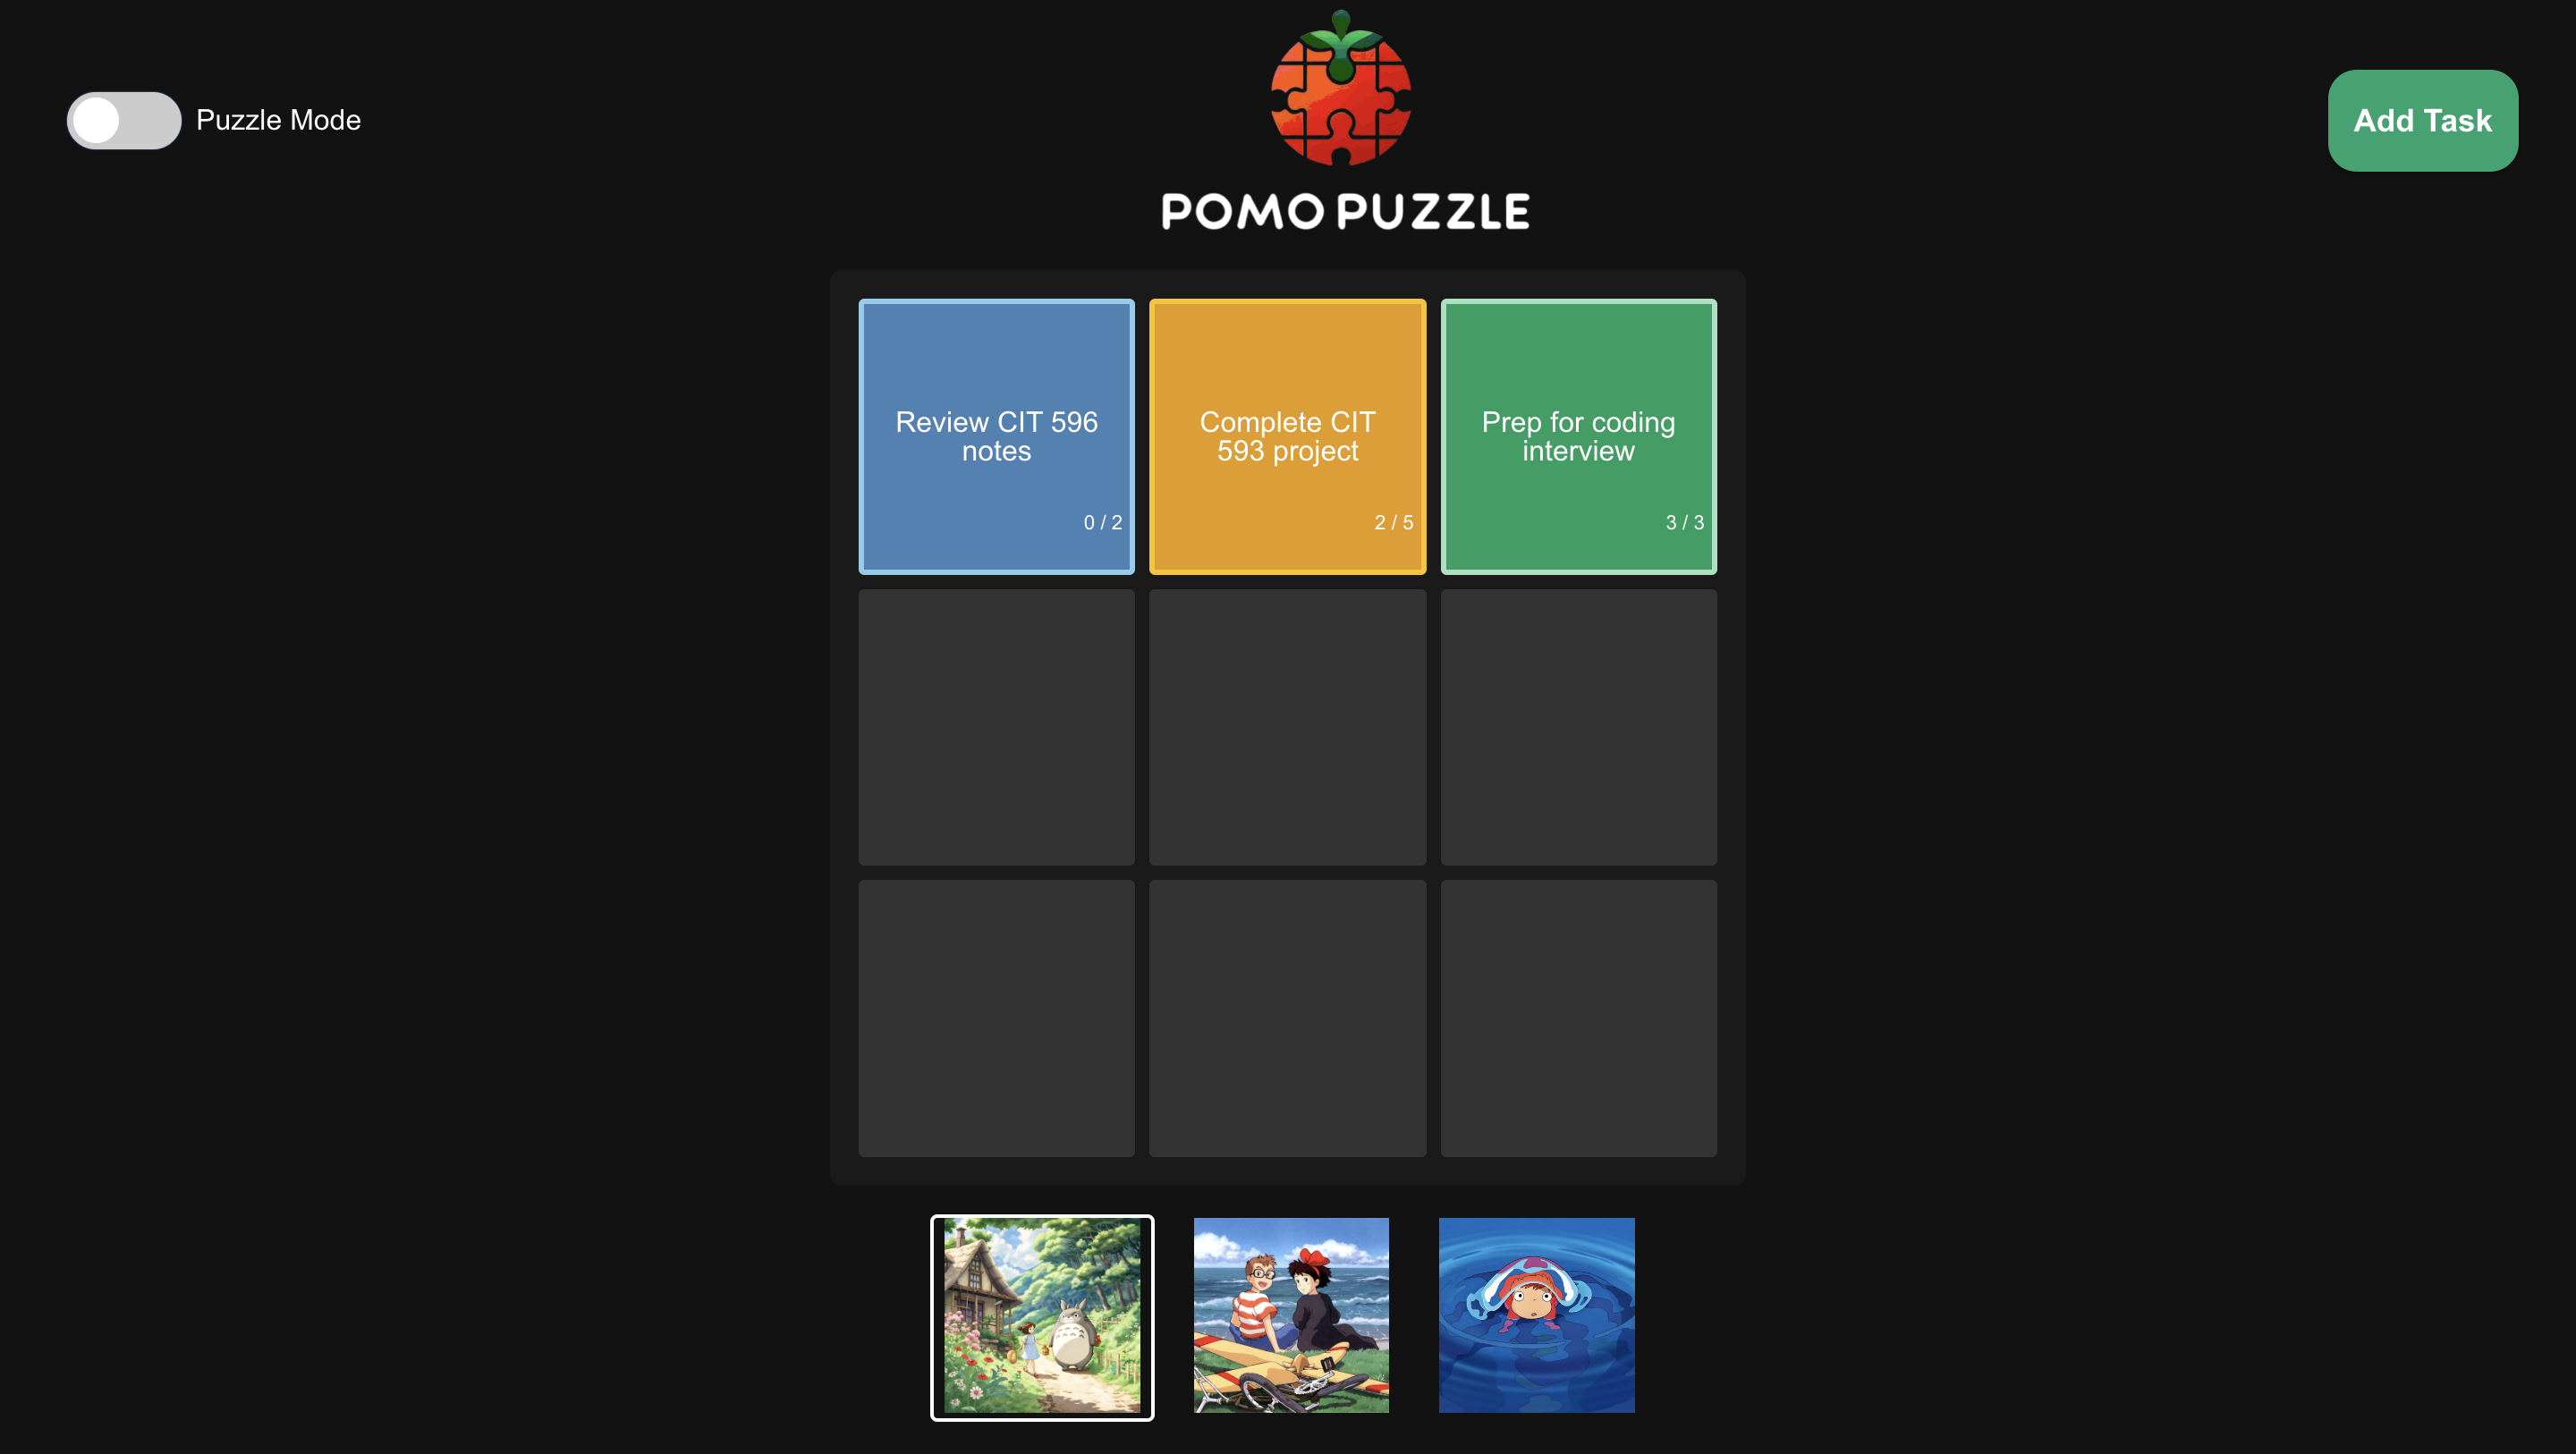 Puzzle Mode
POMO PUZZLE
Add Task
Review CIT 596
notes
0 / 2
Complete CIT
593 project
2 / 5
Prep for coding
interview
3 / 3